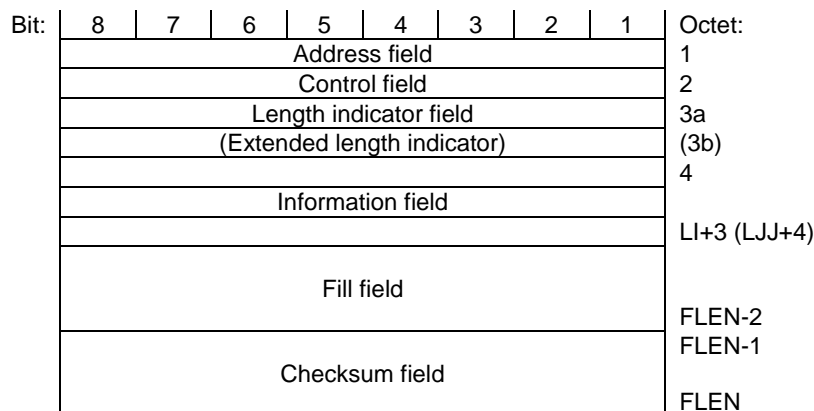 Bit: 8 7 6 5 4 3 2 1 Octet:
Address field 1
Control field 2
Length indicator field 3a
(Extended length indicator) (3b)
4
Information field
LI+3 (LJJ+4)
Fill field
FLEN-2
FLEN-1
Checksum field
FLEN